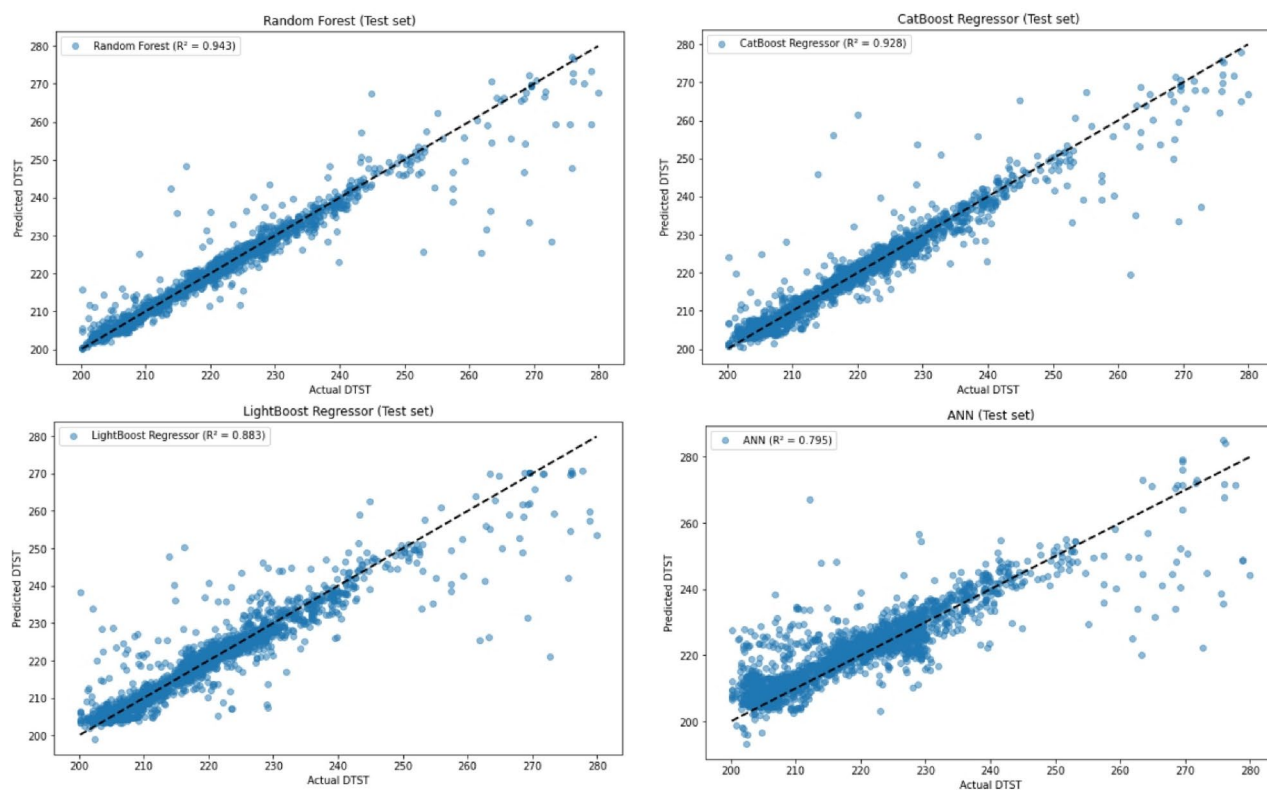 Random Forest (Test set)
Random Forest (R² = 0.943)
280
270
260
250
240
230
220
210
200
Predicted DTST
200 210 220 230 240 250 260 270 280
Actual DTST
CatBoost Regressor (Test set)
CatBoost Regressor (R² = 0.928)
280
270
260
250
240
230
220
210
200
Predicted DTST
200 210 220 230 240 250 260 270 280
Actual DTST
LightBoost Regressor (Test set)
LightBoost Regressor (R² = 0.883)
280
270
260
250
240
230
220
210
200
Predicted DTST
200 210 220 230 240 250 260 270 280
Actual DTST
ANN (Test set)
ANN (R² = 0.795)
280
260
240
220
200
Predicted DTST
200 210 220 230 240 250 260 270 280
Actual DTST